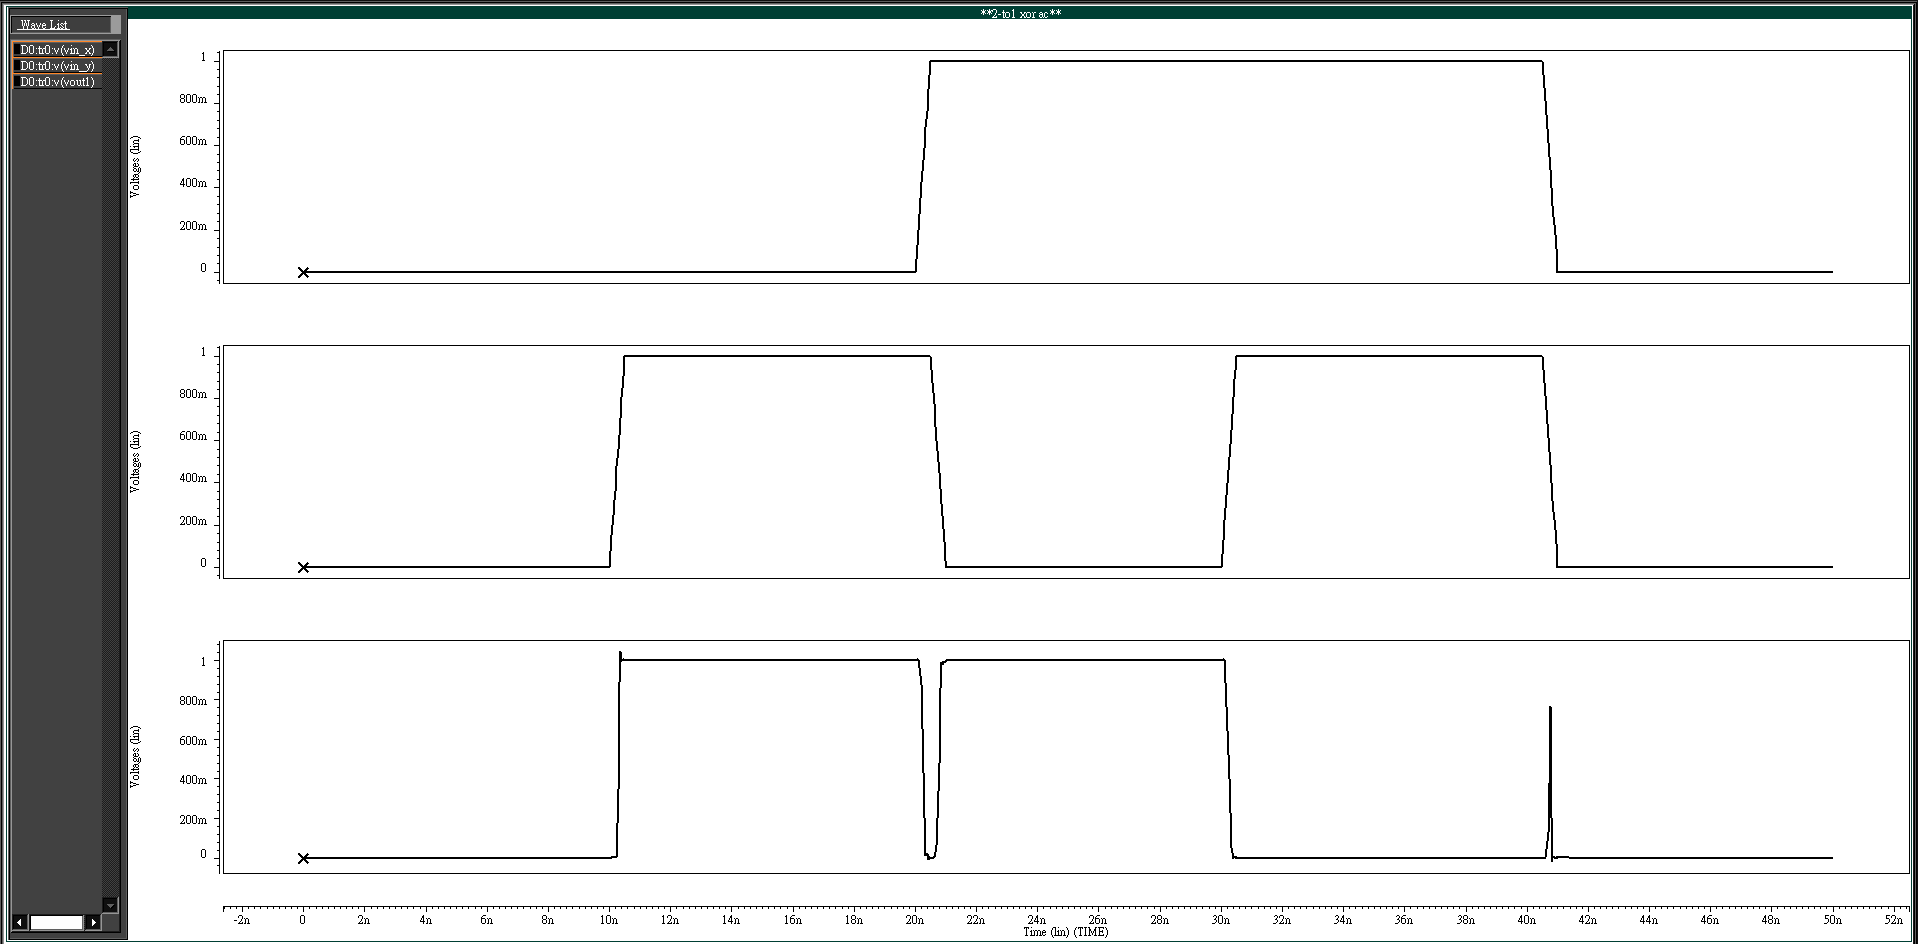 **2-to1 xor ac**
Wave List
D0:tr0:v(vin_x)
D0:tr0:v(vin_y)
D0:tr0:v(vout1)
Voltages (lin)
1
800m
600m
400m
200m
0
Voltages (lin)
1
800m
600m
400m
200m
0
Voltages (lin)
1
800m
600m
400m
200m
0
-2n 0 2n 4n 6n 8n 10n 12n 14n 16n 18n 20n 22n 24n 26n 28n 30n 32n 34n 36n 38n 40n 42n 44n 46n 48n 50n 52n
Time (lin) (TIME)